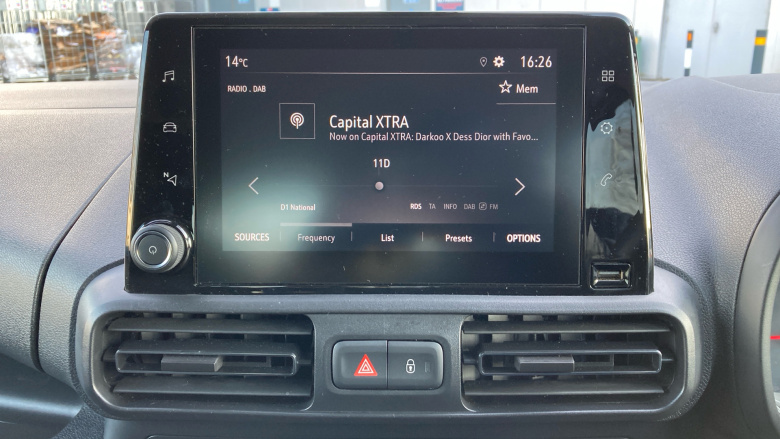 14°C 16:26
RADIO . DAB Mem
Capital XTRA
Now on Capital XTRA: Darkoo X Dess Dior with Favo...
11D
N
D1 National RDS TA INFO DAB FM
SOURCES Frequency List Presets OPTIONS